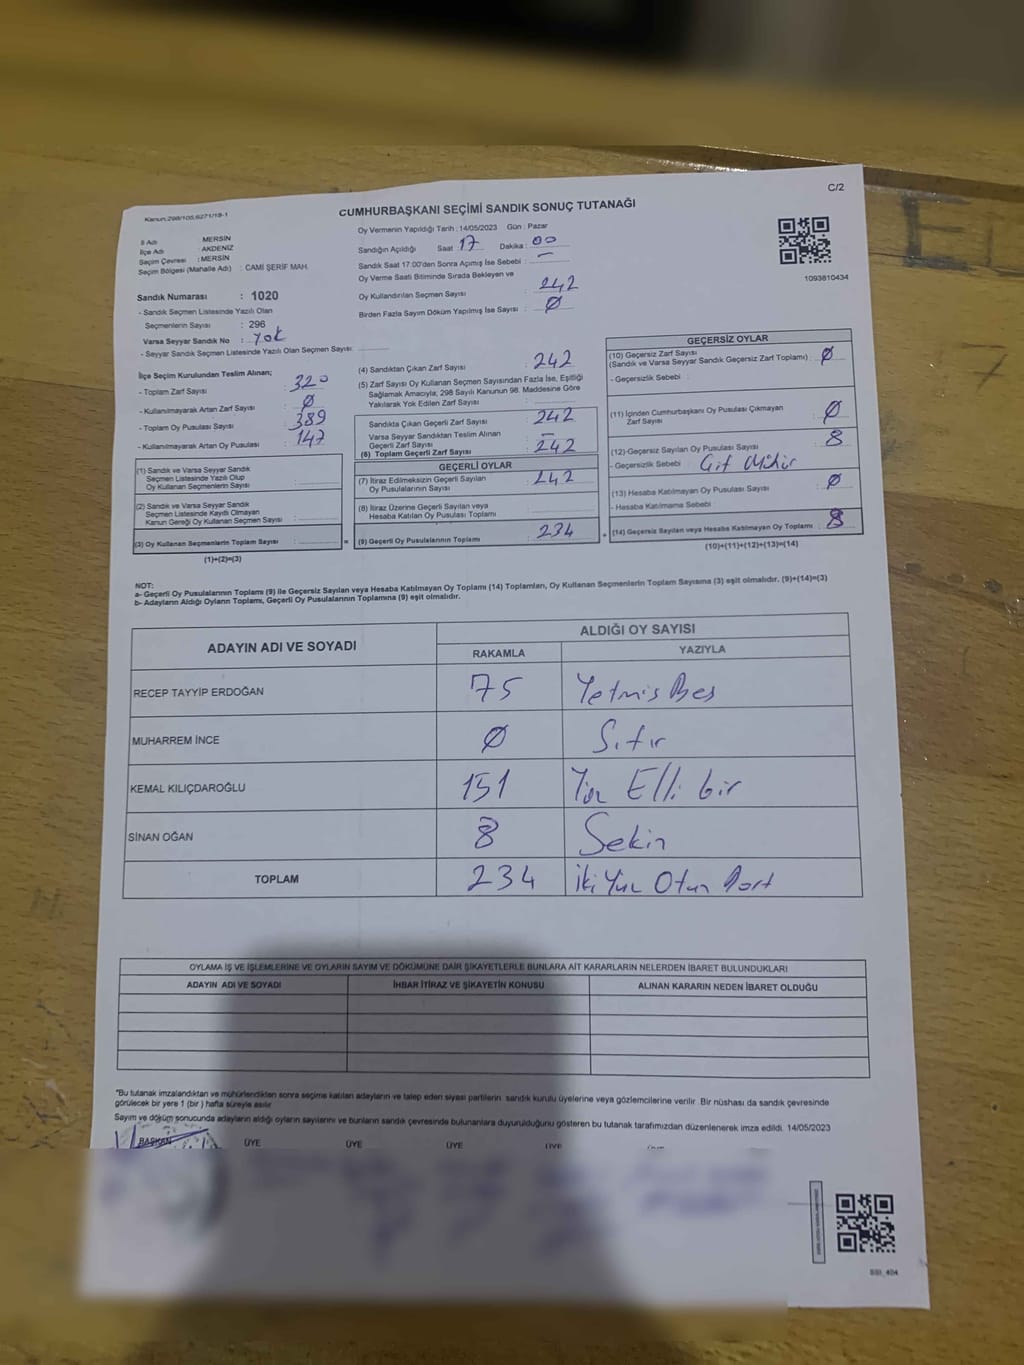 C/2
Kanun:298/105,6271/19-1
CUMHURBAŞKANI SEÇİMİ SANDIK SONUÇ TUTANAĞI
İl Adı : MERSİN
İlçe Adı : AKDENİZ
Seçim Çevresi : MERSİN
Seçim Bölgesi (Mahalle Adı) : CAMİ ŞERİF MAH.
Oy Vermenin Yapıldığı Tarih : 14/05/2023 Gün : Pazar
Sandığın Açıldığı Saat : 17 Dakika : 00
Sandık Saat 17:00'den Sonra Açılmış İse Sebebi : —
Oy Verme Saati Bitiminde Sırada Bekleyen ve
Oy Kullandırılan Seçmen Sayısı : 242
Birden Fazla Sayım Döküm Yapılmış İse Sayısı : Ø
1093810434
Sandık Numarası : 1020
- Sandık Seçmen Listesinde Yazılı Olan
Seçmenlerin Sayısı : 296
Varsa Seyyar Sandık No : Yok
- Seyyar Sandık Seçmen Listesinde Yazılı Olan Seçmen Sayısı:
İlçe Seçim Kurulundan Teslim Alınan;
- Toplam Zarf Sayısı : 320
- Kullanılmayarak Artan Zarf Sayısı : Ø
- Toplam Oy Pusulası Sayısı : 389
- Kullanılmayarak Artan Oy Pusulası : 147
(1) Sandık ve Varsa Seyyar Sandık
Seçmen Listesinde Yazılı Olup
Oy Kullanan Seçmenlerin Sayısı :
(2) Sandık ve Varsa Seyyar Sandık
Seçmen Listesinde Kayıtlı Olmayan
Kanun Gereği Oy Kullanan Seçmen Sayısı :
(3) Oy Kullanan Seçmenlerin Toplam Sayısı :
(1)+(2)=(3)
(4) Sandıktan Çıkan Zarf Sayısı : 242
(5) Zarf Sayısı Oy Kullanan Seçmen Sayısından Fazla İse, Eşitliği
Sağlamak Amacıyla; 298 Sayılı Kanunun 98. Maddesine Göre
Yakılarak Yok Edilen Zarf Sayısı :
Sandıkta Çıkan Geçerli Zarf Sayısı : 242
Varsa Seyyar Sandıktan Teslim Alınan
Geçerli Zarf Sayısı : —
(6) Toplam Geçerli Zarf Sayısı : 242
GEÇERLİ OYLAR
(7) İtiraz Edilmeksizin Geçerli Sayılan
Oy Pusulalarının Sayısı : 242
(8) İtiraz Üzerine Geçerli Sayılan veya
Hesaba Katılan Oy Pusulası Toplamı :
= (9) Geçerli Oy Pusulalarının Toplamı : 234
GEÇERSİZ OYLAR
(10) Geçersiz Zarf Sayısı
(Sandık ve Varsa Seyyar Sandık Geçersiz Zarf Toplamı) : Ø
- Geçersizlik Sebebi :
(11) İçinden Cumhurbaşkanı Oy Pusulası Çıkmayan
Zarf Sayısı : Ø
(12)-Geçersiz Sayılan Oy Pusulası Sayısı : 8
- Geçersizlik Sebebi : Çift Mühür
(13) Hesaba Katılmayan Oy Pusulası Sayısı : Ø
- Hesaba Katılmama Sebebi :
+ (14) Geçersiz Sayılan veya Hesaba Katılmayan Oy Toplamı : 8
(10)+(11)+(12)+(13)=(14)
NOT:
a- Geçerli Oy Pusulalarının Toplamı (9) ile Geçersiz Sayılan veya Hesaba Katılmayan Oy Toplamı (14) Toplamları, Oy Kullanan Seçmenlerin Toplam Sayısına (3) eşit olmalıdır. (9)+(14)=(3)
b- Adayların Aldığı Oyların Toplamı, Geçerli Oy Pusulalarının Toplamına (9) eşit olmalıdır.
ADAYIN ADI VE SOYADI ALDIĞI OY SAYISI
RAKAMLA YAZIYLA
RECEP TAYYİP ERDOĞAN 75 Yetmiş Beş
MUHARREM İNCE Ø Sıfır
KEMAL KILIÇDAROĞLU 151 Yüz Elli bir
SİNAN OĞAN 8 Sekiz
TOPLAM 234 İki Yüz Otuz Dört
OYLAMA İŞ VE İŞLEMLERİNE VE OYLARIN SAYIM VE DÖKÜMÜNE DAİR ŞİKAYETLERLE BUNLARA AİT KARARLARIN NELERDEN İBARET BULUNDUKLARI
ADAYIN ADI VE SOYADI İHBAR İTİRAZ VE ŞİKAYETİN KONUSU ALINAN KARARIN NEDEN İBARET OLDUĞU
*Bu tutanak imzalandıktan ve mühürlendikten sonra seçime katılan adayların ve talep eden siyasi partilerin sandık kurulu üyelerine veya gözlemcilerine verilir. Bir nüshası da sandık çevresinde
görülecek bir yere 1 (bir) hafta süreyle asılır.
Sayım ve döküm sonucunda adayların aldığı oyların sayılarını ve bunların sandık çevresinde bulunanlara duyurulduğunu gösteren bu tutanak tarafımızdan düzenlenerek imza edildi. 14/05/2023
BAŞKAN ÜYE ÜYE ÜYE ÜYE